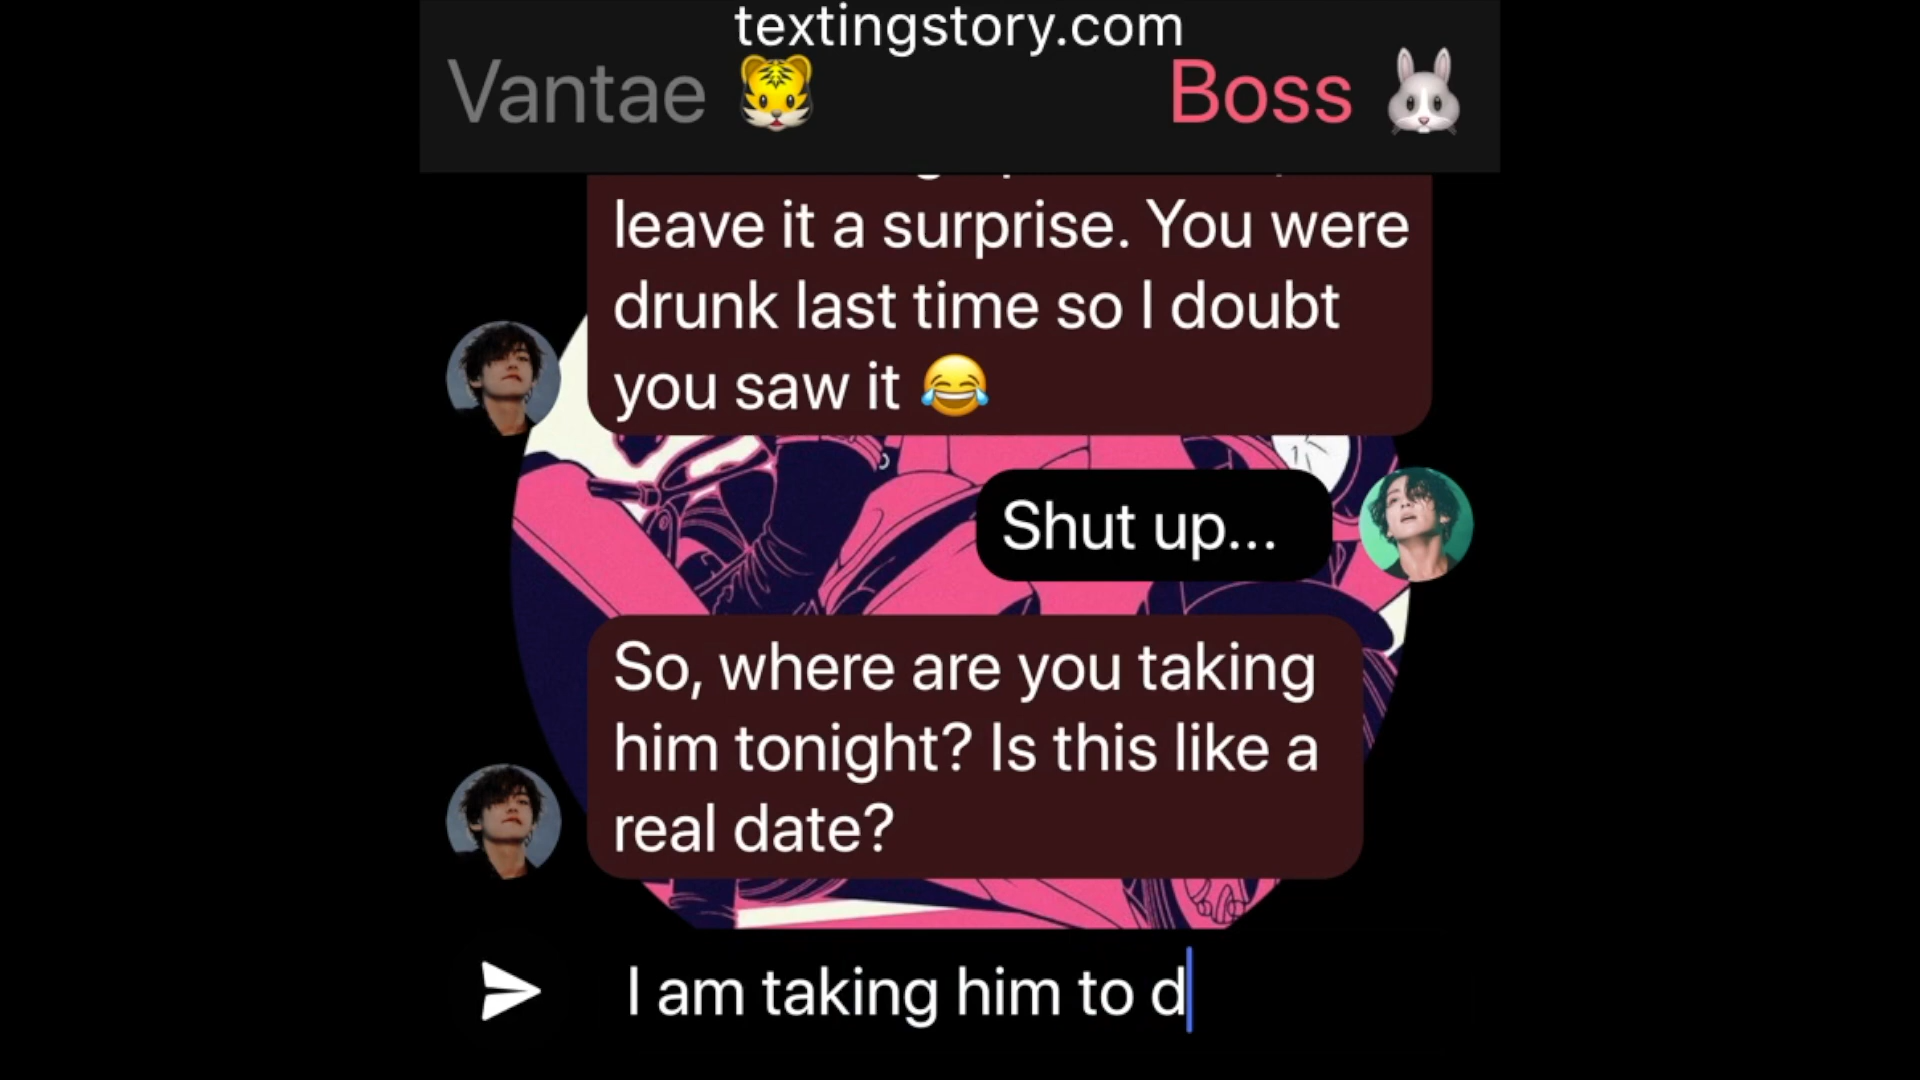 textingstory.com
Vantae 🐯
Boss 🐰
leave it a surprise. You were
drunk last time so I doubt
you saw it 😂
Shut up...
So, where are you taking
him tonight? Is this like a
real date?
I am taking him to d